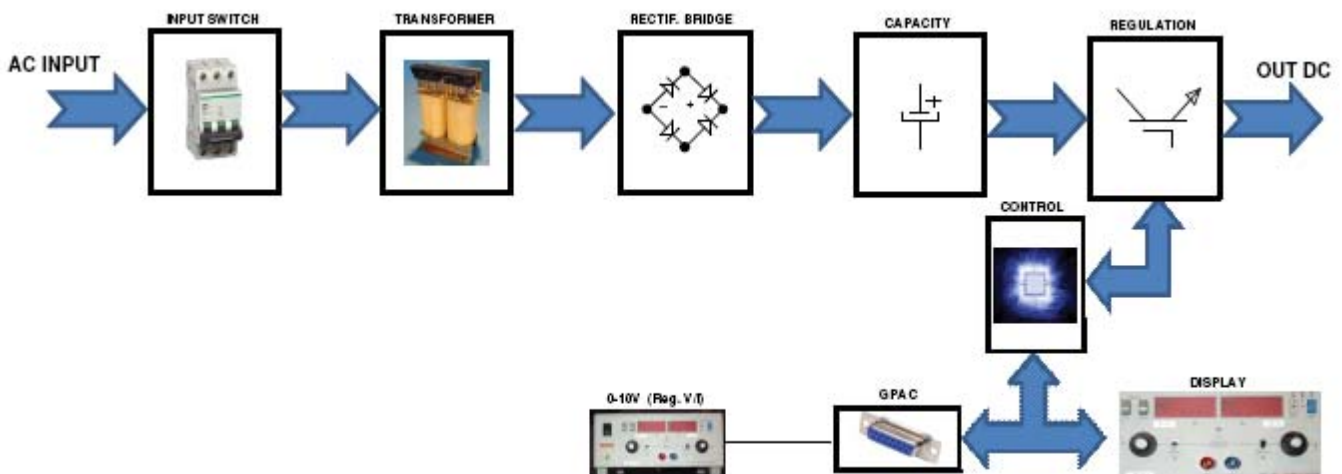 INPUT SWITCH
TRANSFORMER
RECTIF. BRIDGE
CAPACITY
REGULATION
AC INPUT
OUT DC
- +
+
CONTROL
0-10V (Reg. V/I)
GPAC
DISPLAY